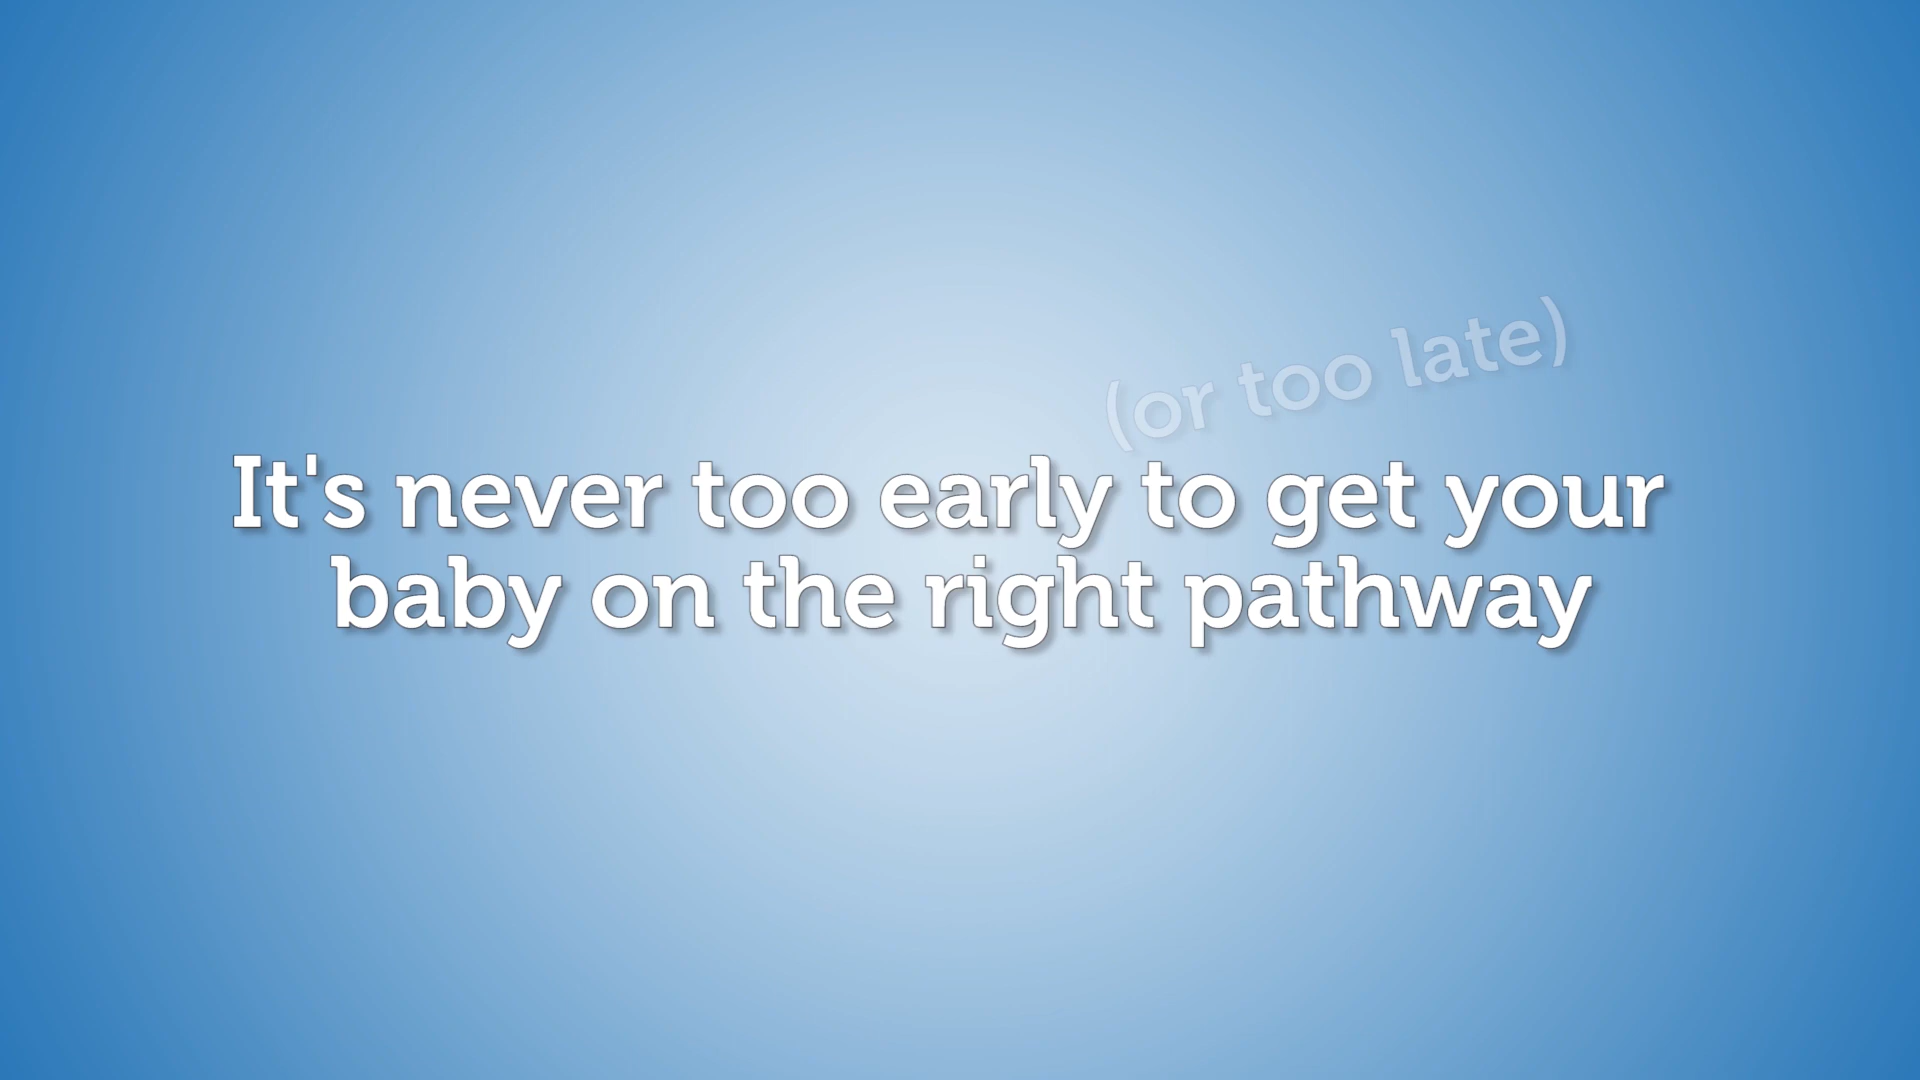 (or too late)
It's never too early to get your
baby on the right pathway